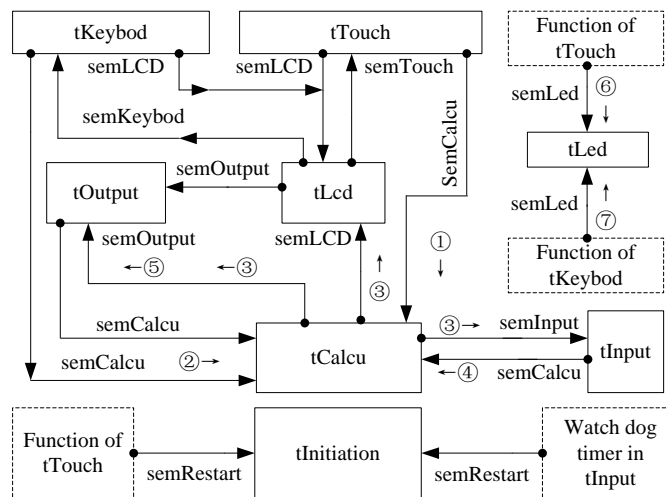 tKeybod
tTouch
Function of
tTouch
semLCD
semLCD
semTouch
semLed
⑥
semKeybod
SemCalcu
tLed
semOutput
tOutput
tLcd
semLed
⑦
semOutput
semLCD
①
Function of
tKeybod
⑤
③
③
semCalcu
③
semInput
semCalcu
②
tCalcu
tInput
④
semCalcu
Function of
tTouch
tInitiation
Watch dog
timer in
tInput
semRestart
semRestart